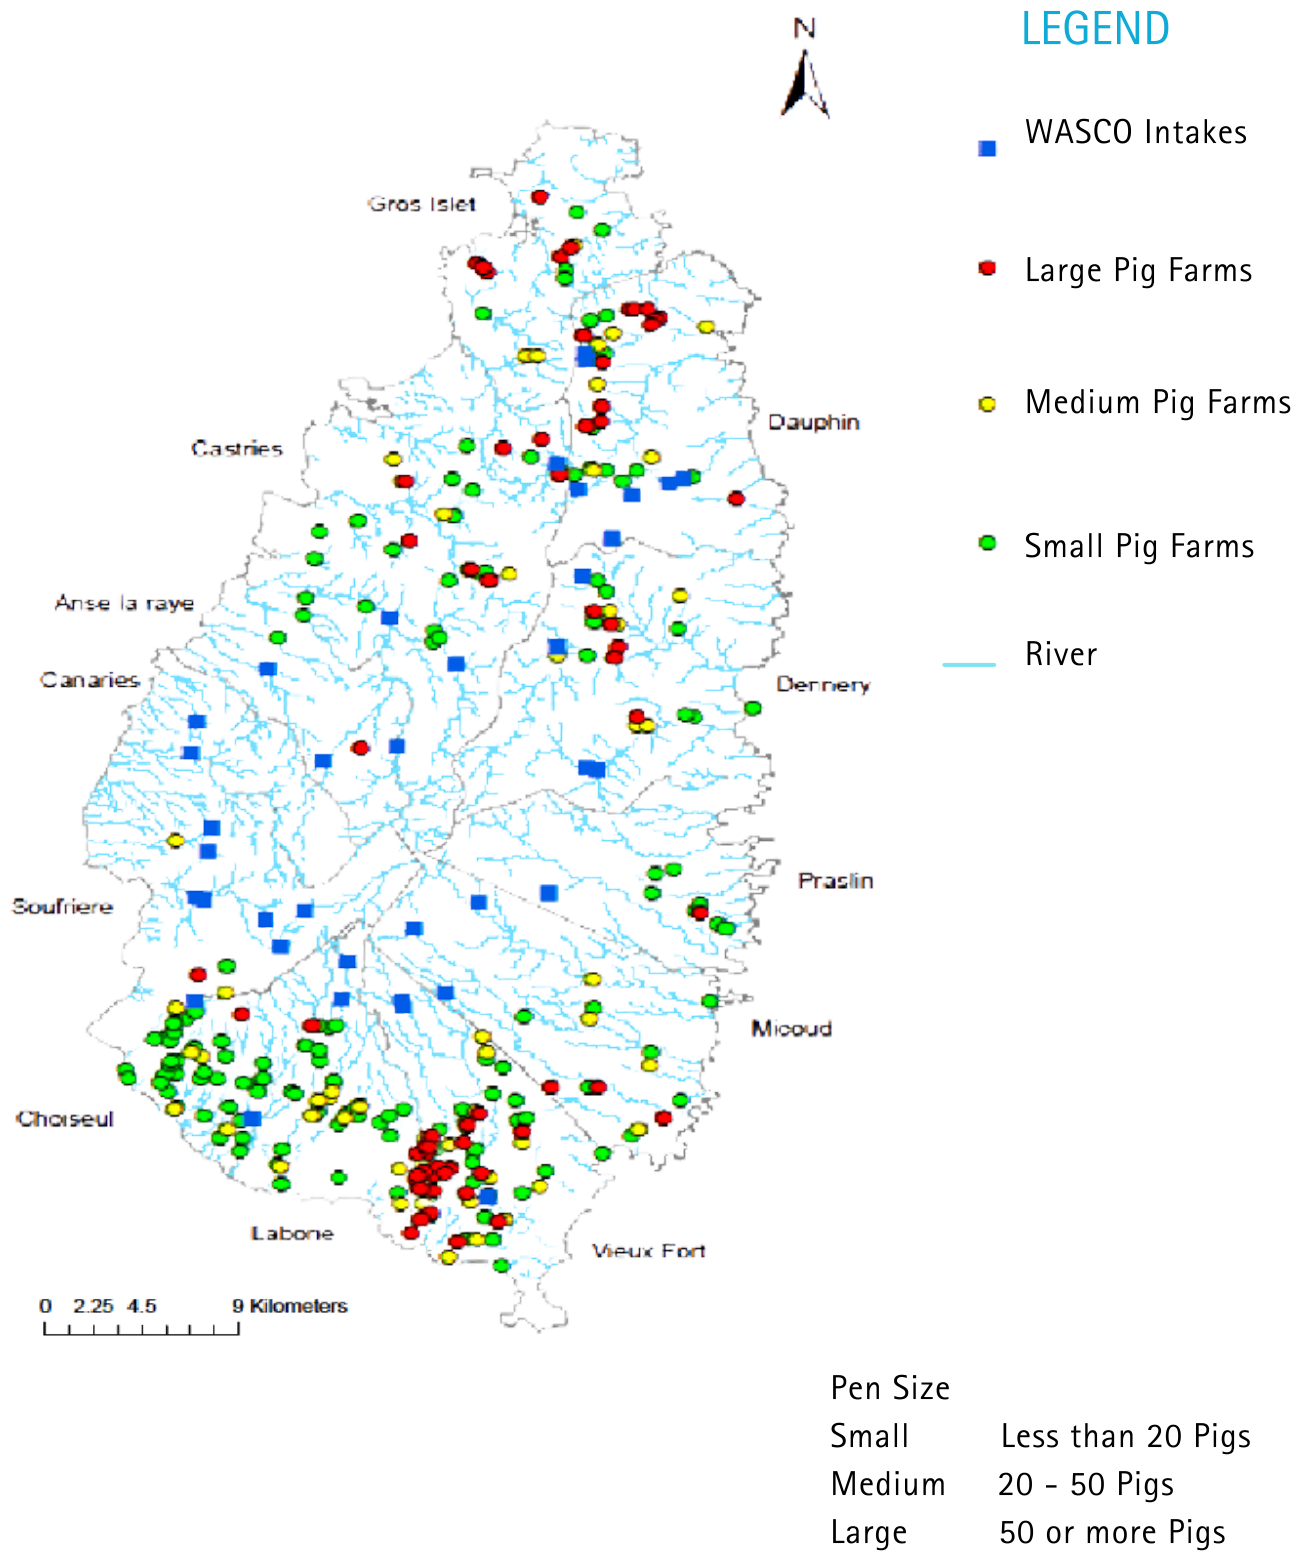 N
LEGEND
WASCO Intakes
Large Pig Farms
Medium Pig Farms
Small Pig Farms
River
Gros Islet
Dauphin
Castries
Anse la raye
Canaries
Dennery
Praslin
Soufriere
Micoud
Choiseul
Laborie
Vieux Fort
0 2.25 4.5 9 Kilometers
Pen Size
Small Less than 20 Pigs
Medium 20 - 50 Pigs
Large 50 or more Pigs